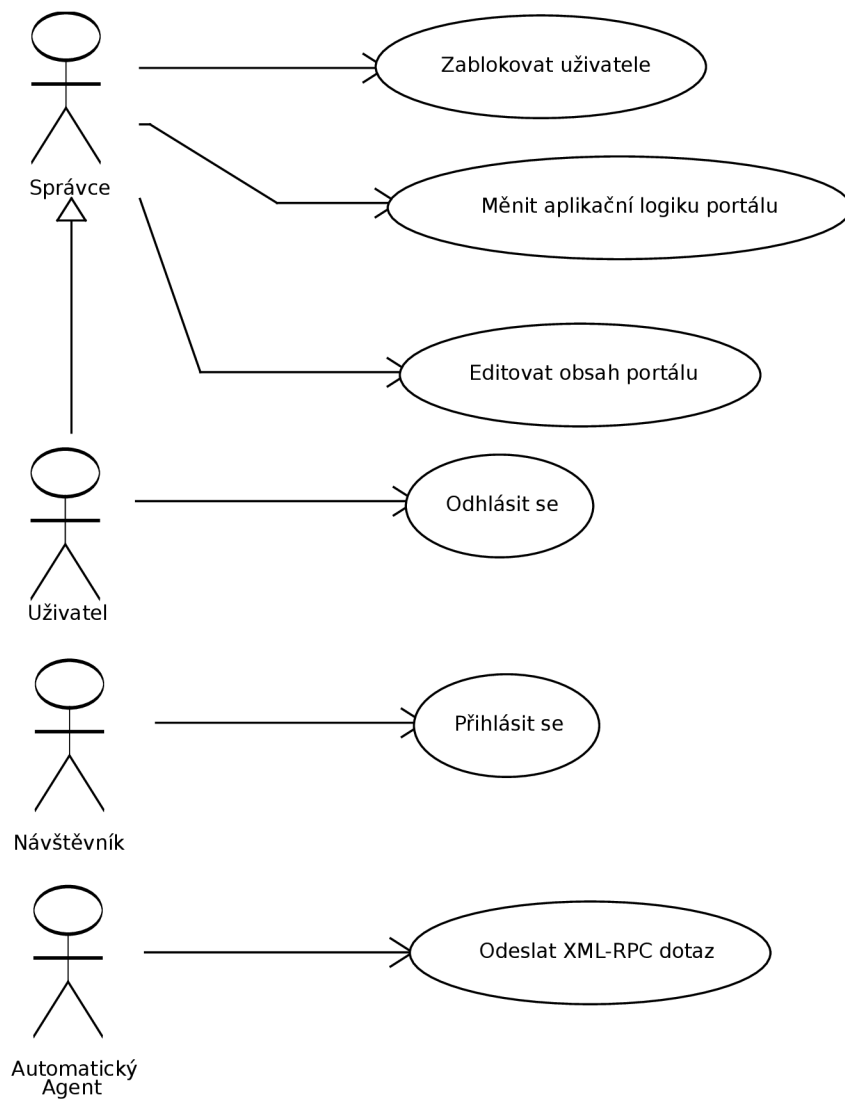 Zablokovat uživatele
Správce
Měnit aplikační logiku portálu
Editovat obsah portálu
Odhlásit se
Uživatel
Přihlásit se
Návštěvník
Odeslat XML-RPC dotaz
Automatický
Agent